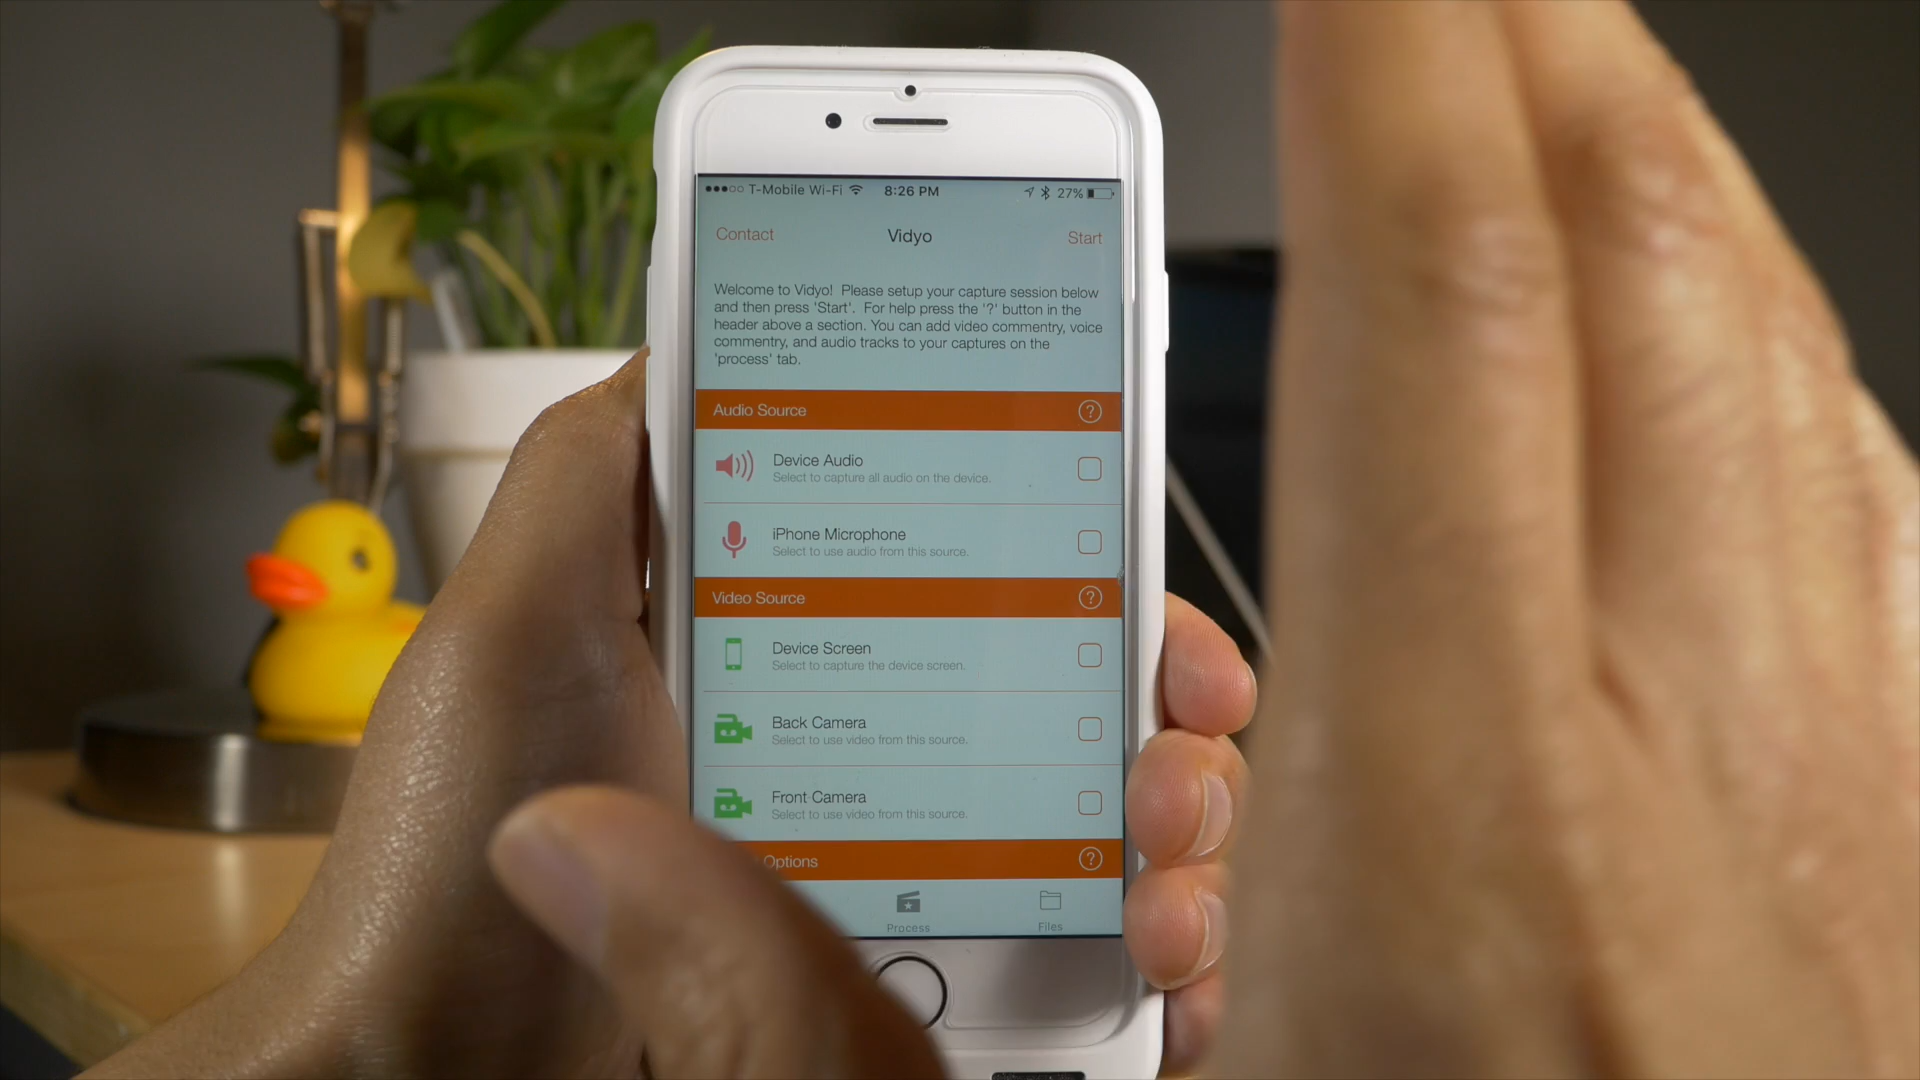 T-Mobile Wi-Fi 8:26 PM 27%
Contact Vidyo Start
Welcome to Vidyo! Please setup your capture session below
and then press 'Start'. For help press the '?' button in the
header above a section. You can add video commentry, voice
commentry, and audio tracks to your captures on the
'process' tab.
Audio Source ?
Device Audio
Select to capture all audio on the device.
iPhone Microphone
Select to use audio from this source.
Video Source ?
Device Screen
Select to capture the device screen.
Back Camera
Select to use video from this source.
Front Camera
Select to use video from this source.
Options ?
Process Files